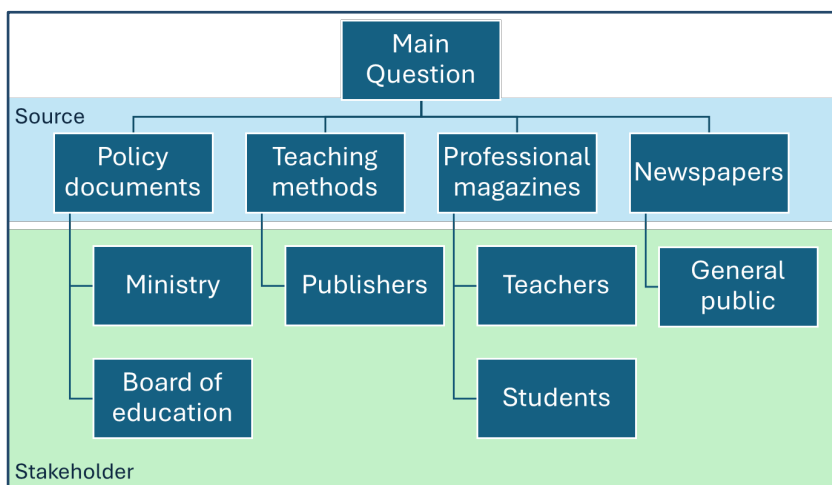 Main
Question
Source
Policy
documents
Teaching
methods
Professional
magazines
Newspapers
Ministry
Publishers
Teachers
General
public
Board of
education
Students
Stakeholder